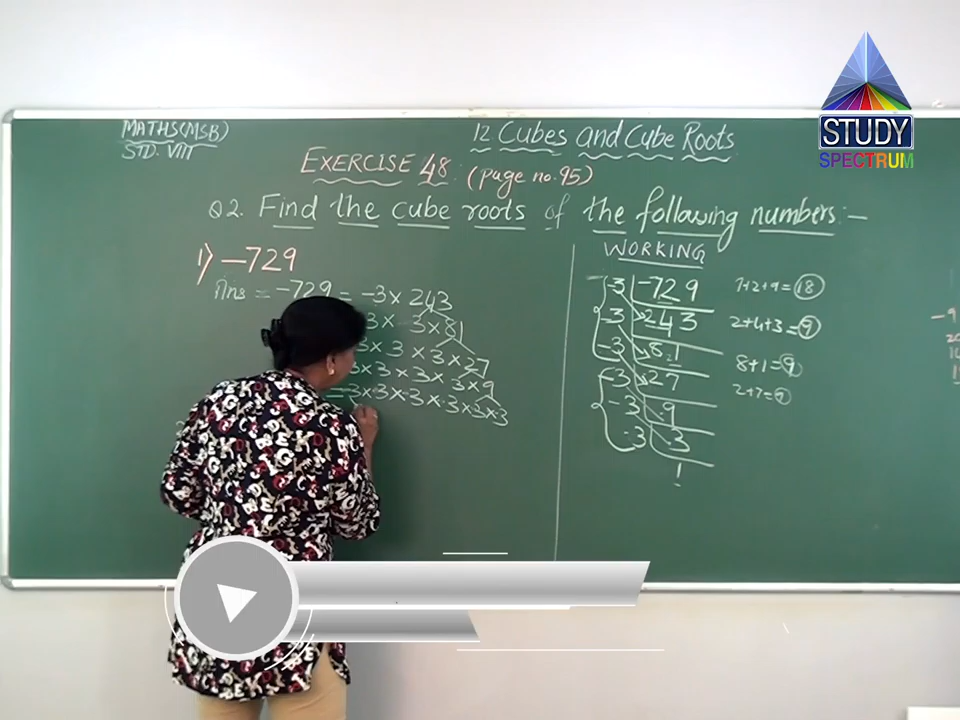 STUDY
SPECTRUM
MATHS(MSB)
STD. VIII
12 Cubes and Cube Roots
EXERCISE 48: (page no. 95)
Q2. Find the cube roots of the following numbers:-
1) -729
Ans = -729 = -3 × 243
3 × 3 × 81
3 × 3 × 3 × 27
3 × 3 × 3 × 3 × 9
= 3 × 3 × 3 × 3 × 3 × 3
WORKING
-3 | -729
3 | 243
3 | 81
3 | 27
3 | 9
3 | 3
1
7+2+9=18
2+4+3=9
8+1=9
2+7=9